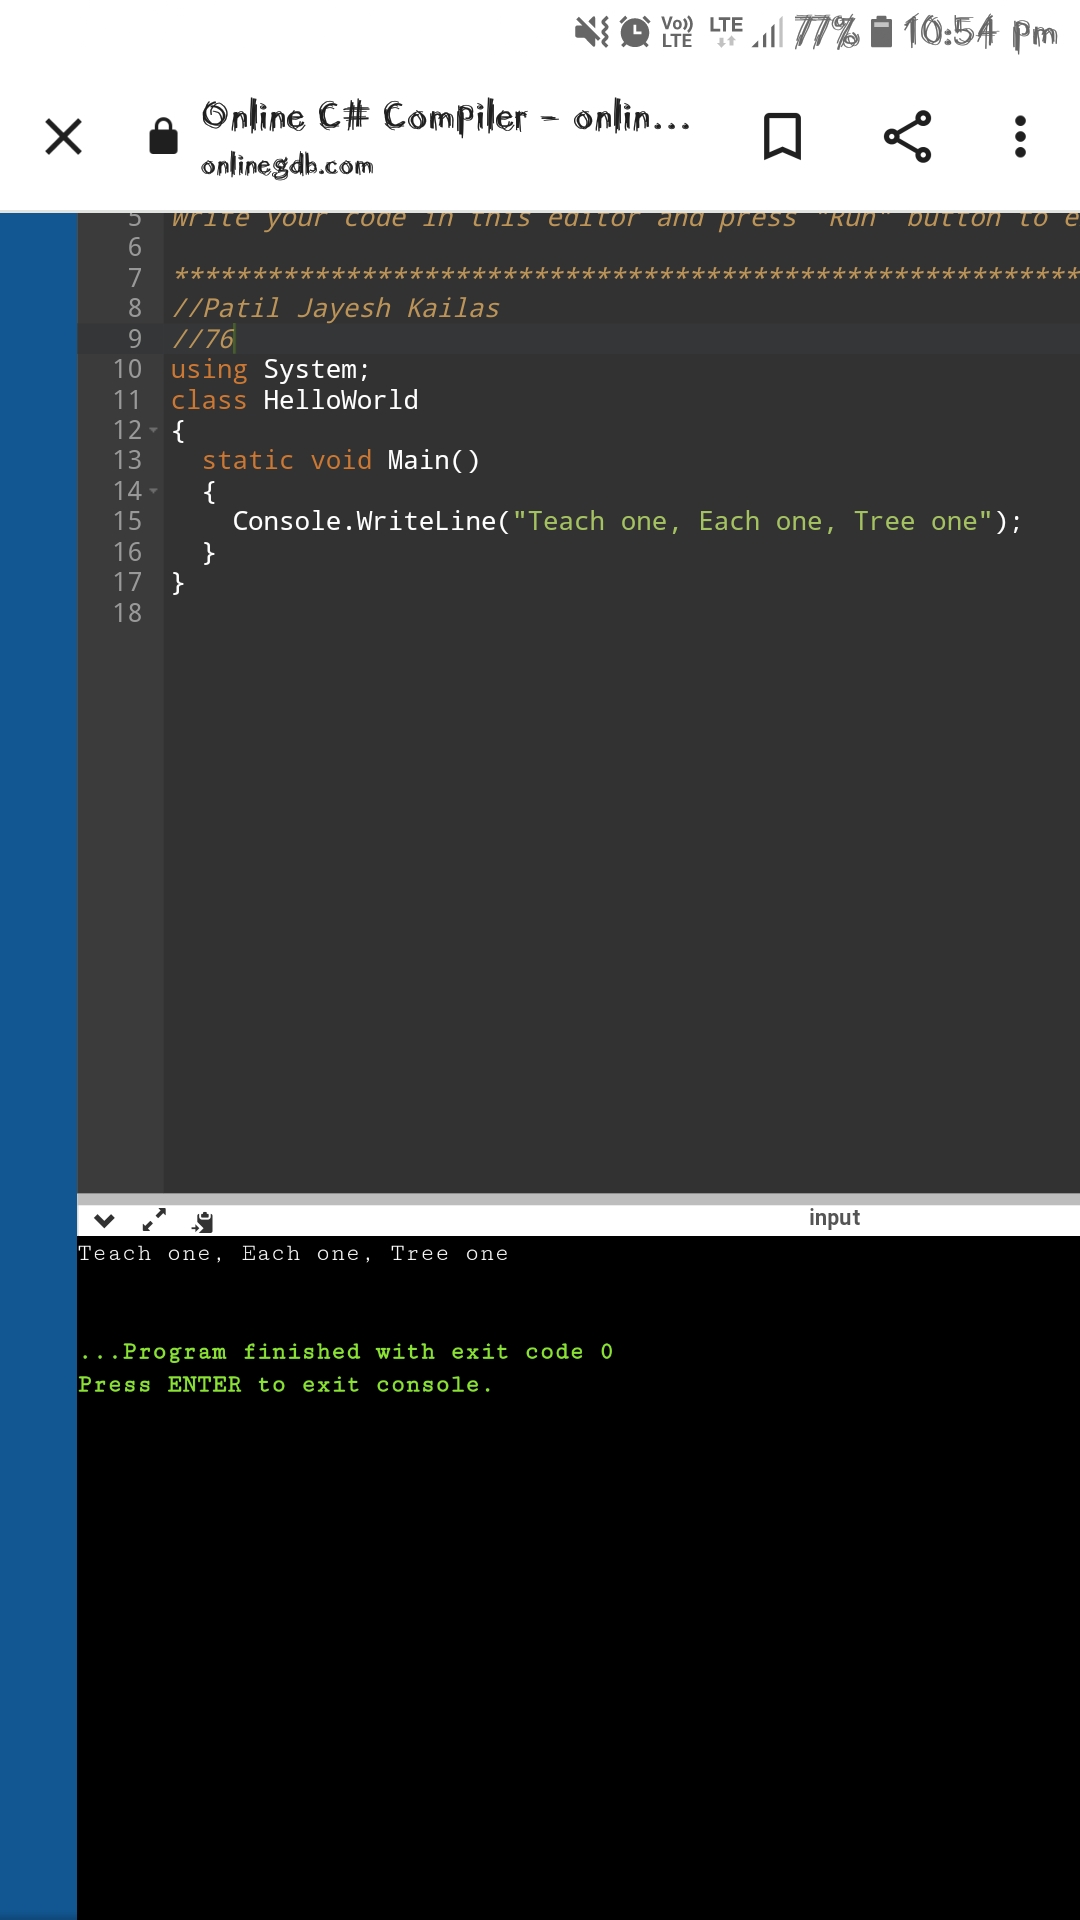 Vo)) LTE LTE 77% 10:54 pm
Online C# Compiler - onlin...
onlinegdb.com
5 Write your code in this editor and press "Run" button to e
6
7 ***********************************************************
8 //Patil Jayesh Kailas
9 //76
10 using System;
11 class HelloWorld
12 {
13 static void Main()
14 {
15 Console.WriteLine("Teach one, Each one, Tree one");
16 }
17 }
18
input
Teach one, Each one, Tree one
...Program finished with exit code 0
Press ENTER to exit console.